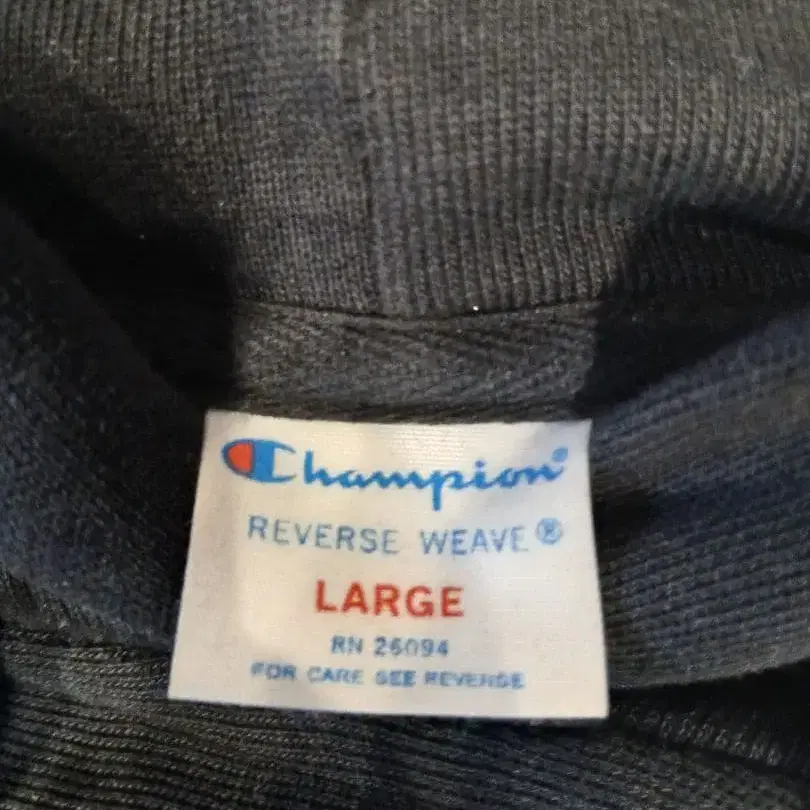 Champion®
REVERSE WEAVE®
LARGE
RN 26094
FOR CARE SEE REVERSE